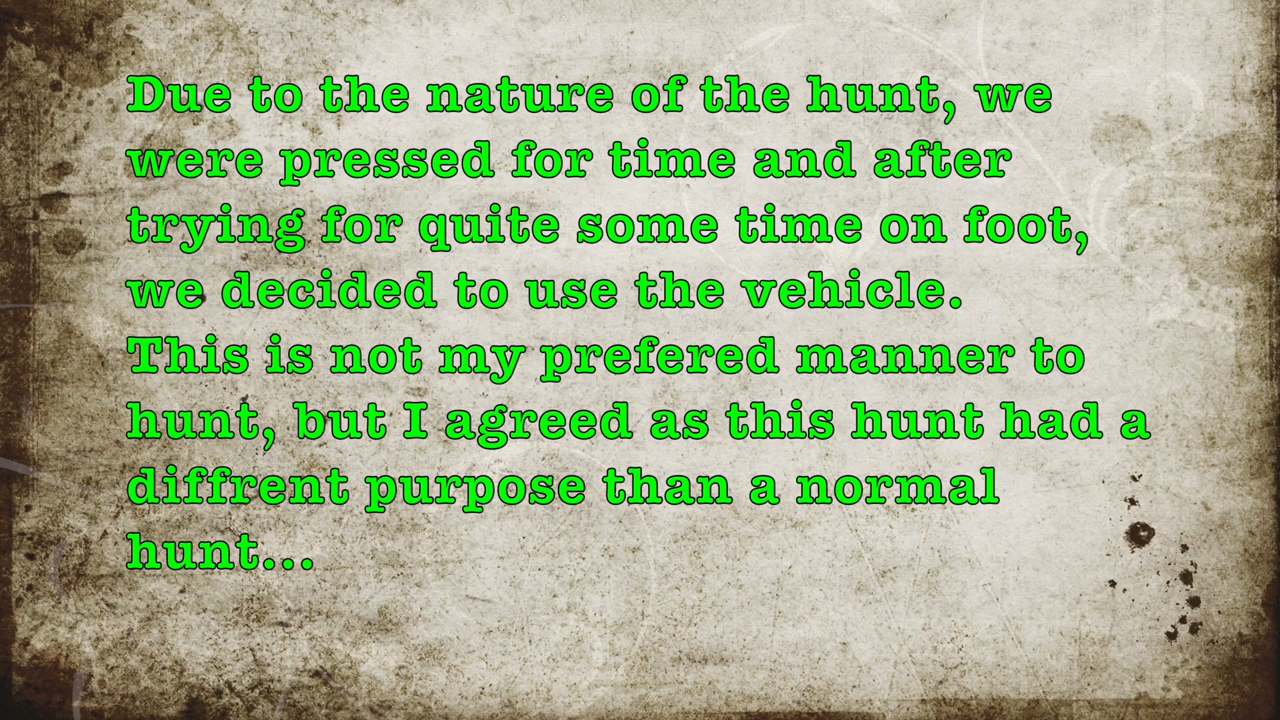 Due to the nature of the hunt, we
were pressed for time and after
trying for quite some time on foot,
we decided to use the vehicle.
This is not my prefered manner to
hunt, but I agreed as this hunt had a
diffrent purpose than a normal
hunt...